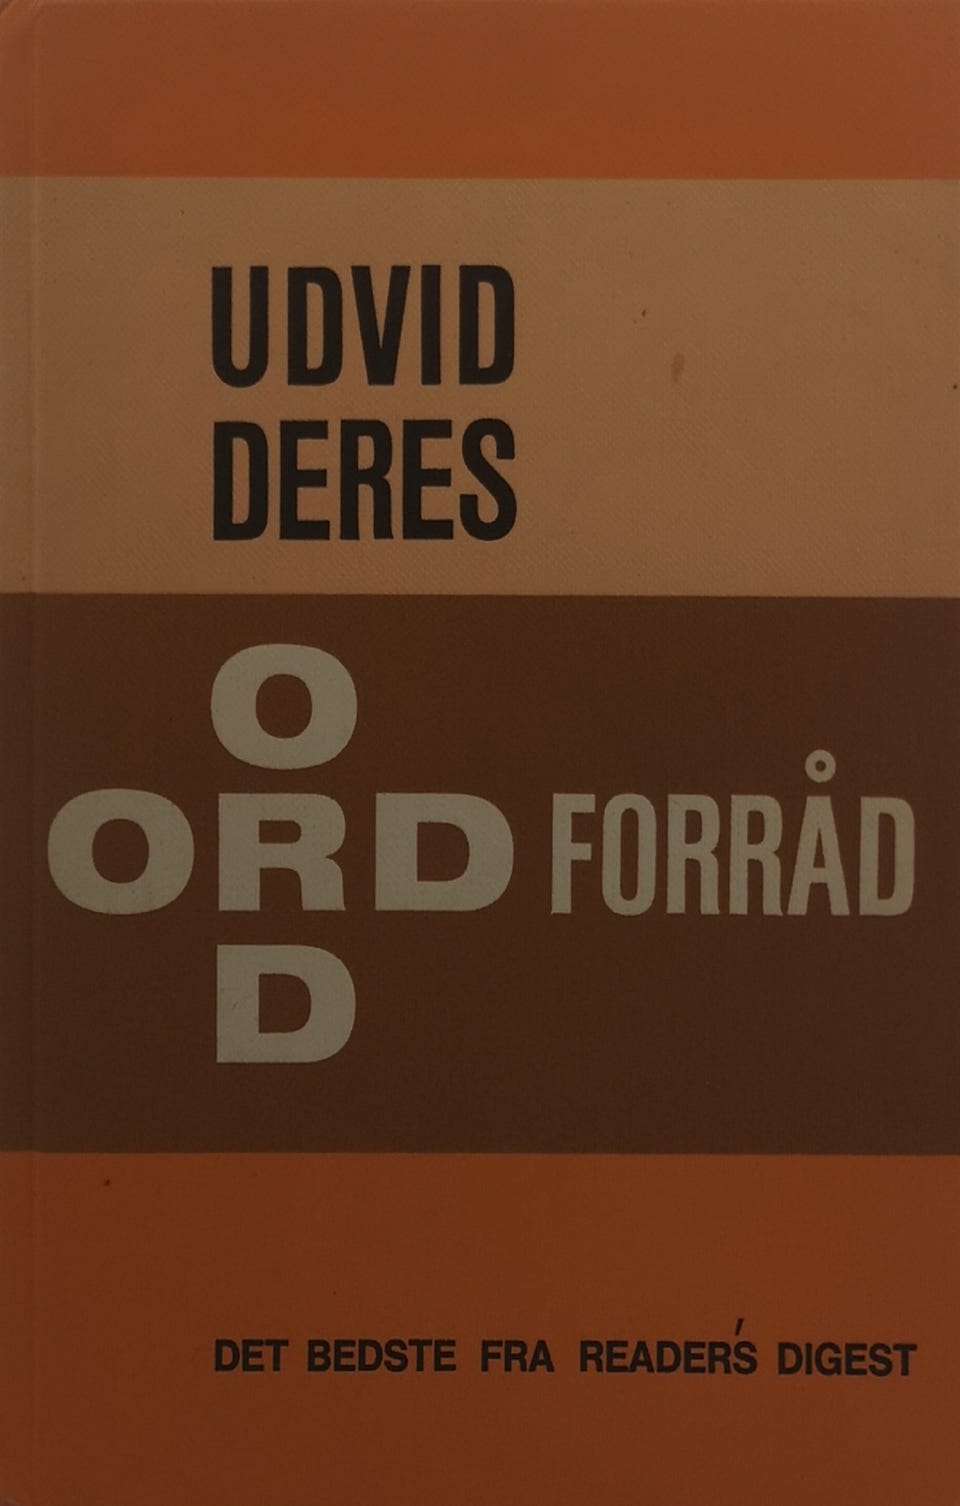 UDVID
DERES
O
ORD FORRÅD
D
DET BEDSTE FRA READER'S DIGEST